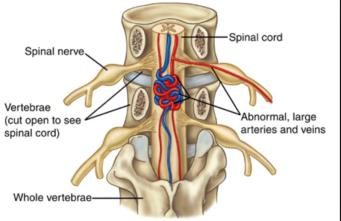 Spinal cord
Spinal nerve
Vertebrae
(cut open to see
spinal cord)
Abnormal, large
arteries and veins
Whole vertebrae